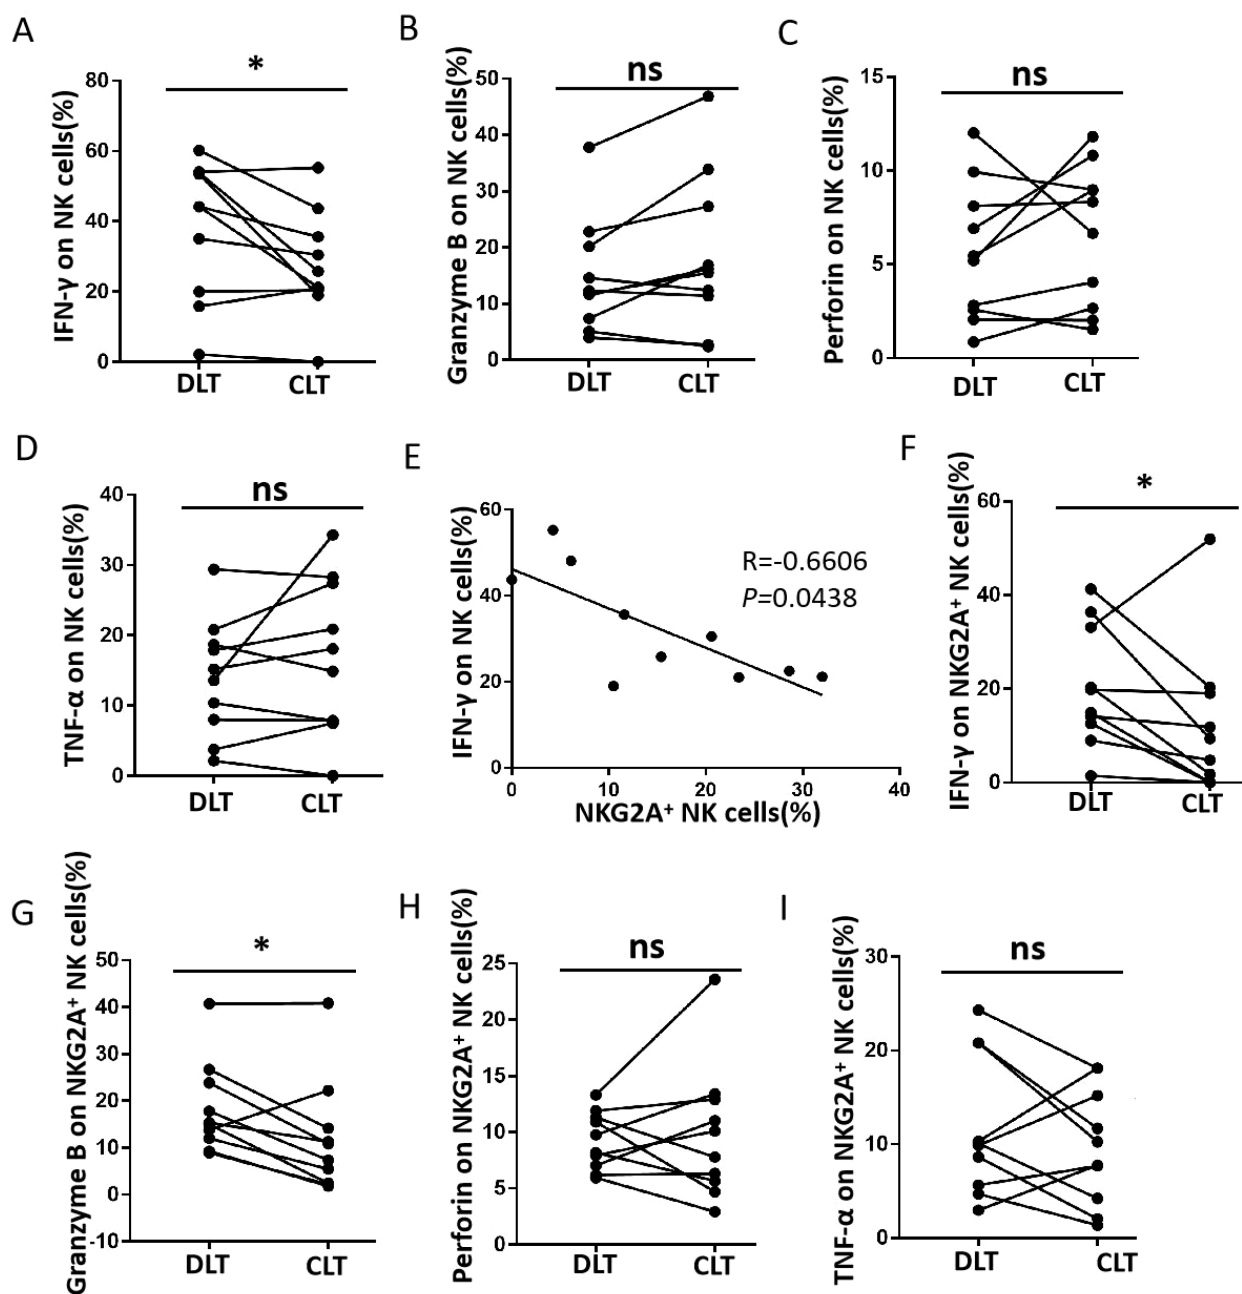 A
IFN-γ on NK cells(%)
*
80
60
40
20
0
DLT
CLT
B
Granzyme B on NK cells(%)
ns
50
40
30
20
10
0
DLT
CLT
C
Perforin on NK cells(%)
ns
15
10
5
0
DLT
CLT
D
TNF-α on NK cells(%)
ns
40
30
20
10
0
DLT
CLT
E
IFN-γ on NK cells(%)
60
40
20
0
R=-0.6606
P=0.0438
0 10 20 30 40
NKG2A⁺ NK cells(%)
F
IFN-γ on NKG2A⁺ NK cells(%)
*
60
40
20
0
DLT
CLT
G
Granzyme B on NKG2A⁺ NK cells(%)
*
50
40
30
20
10
0
-10
DLT
CLT
H
Perforin on NKG2A⁺ NK cells(%)
ns
25
20
15
10
5
0
DLT
CLT
I
TNF-α on NKG2A⁺ NK cells(%)
ns
30
20
10
0
DLT
CLT